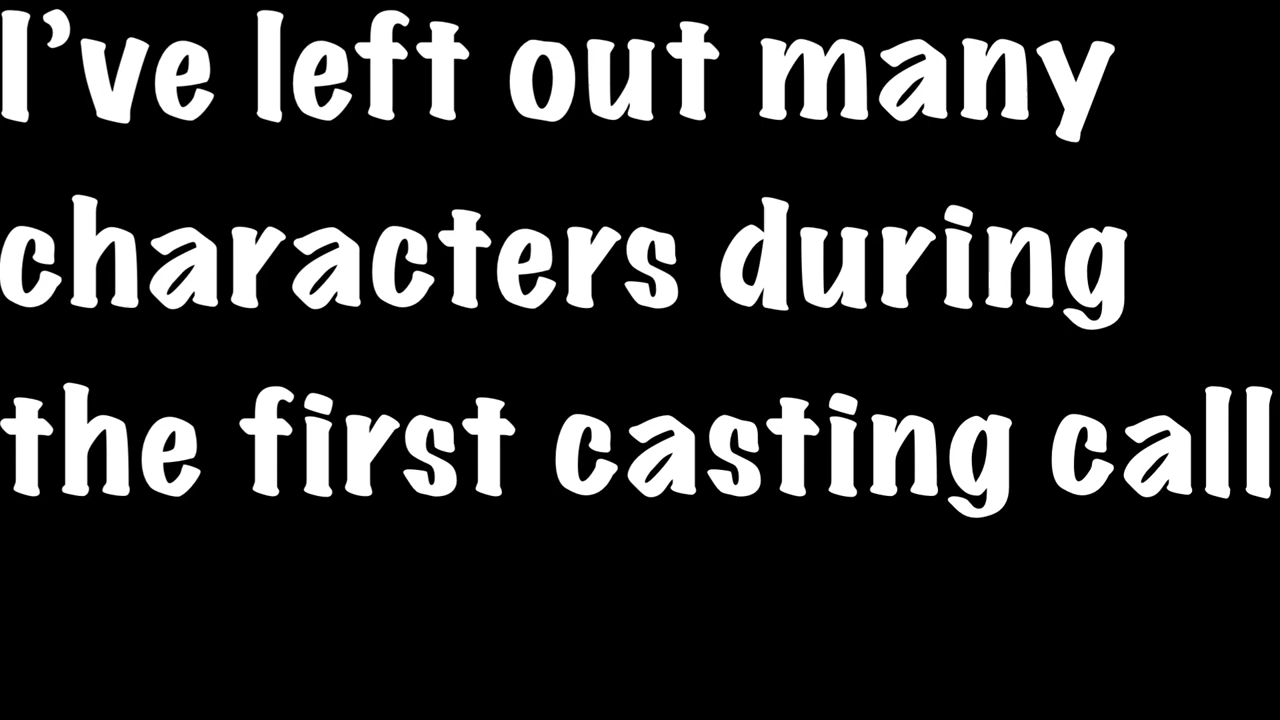 I’ve left out many
characters during
the first casting call